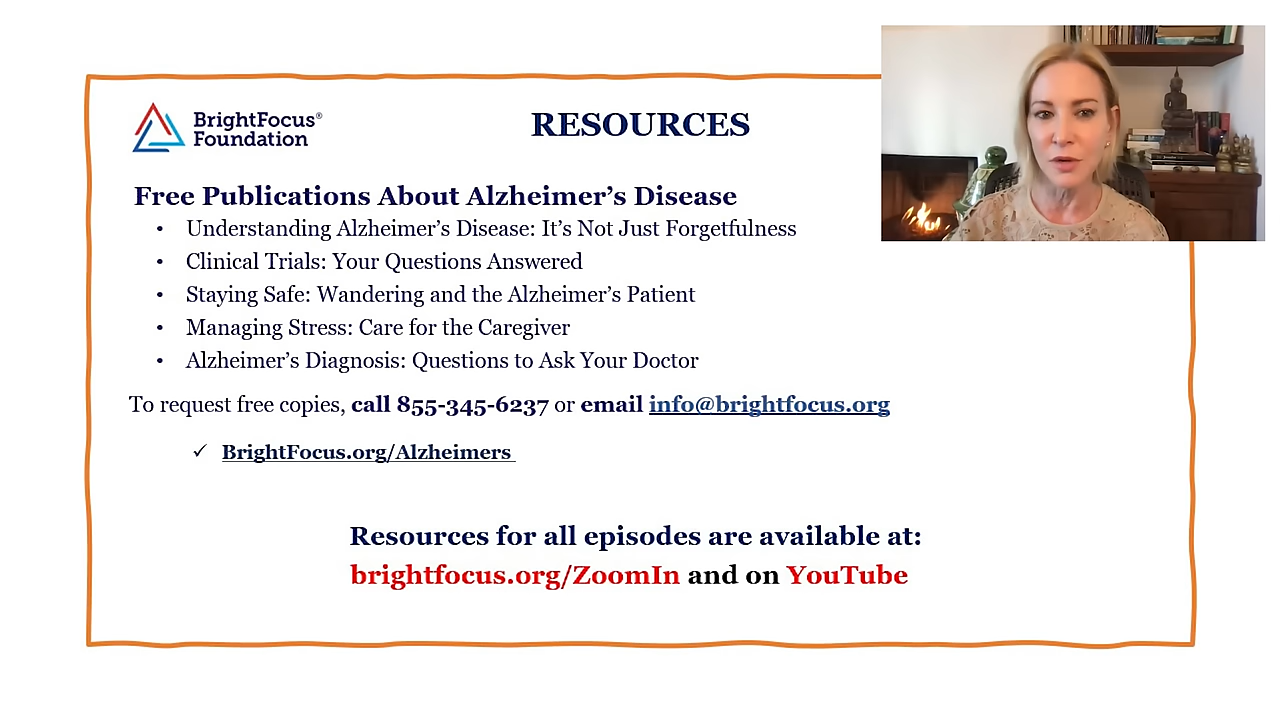 BrightFocus®
Foundation
RESOURCES
Free Publications About Alzheimer’s Disease
• Understanding Alzheimer’s Disease: It’s Not Just Forgetfulness
• Clinical Trials: Your Questions Answered
• Staying Safe: Wandering and the Alzheimer’s Patient
• Managing Stress: Care for the Caregiver
• Alzheimer’s Diagnosis: Questions to Ask Your Doctor
To request free copies, call 855-345-6237 or email info@brightfocus.org
✓ BrightFocus.org/Alzheimers
Resources for all episodes are available at:
brightfocus.org/ZoomIn and on YouTube